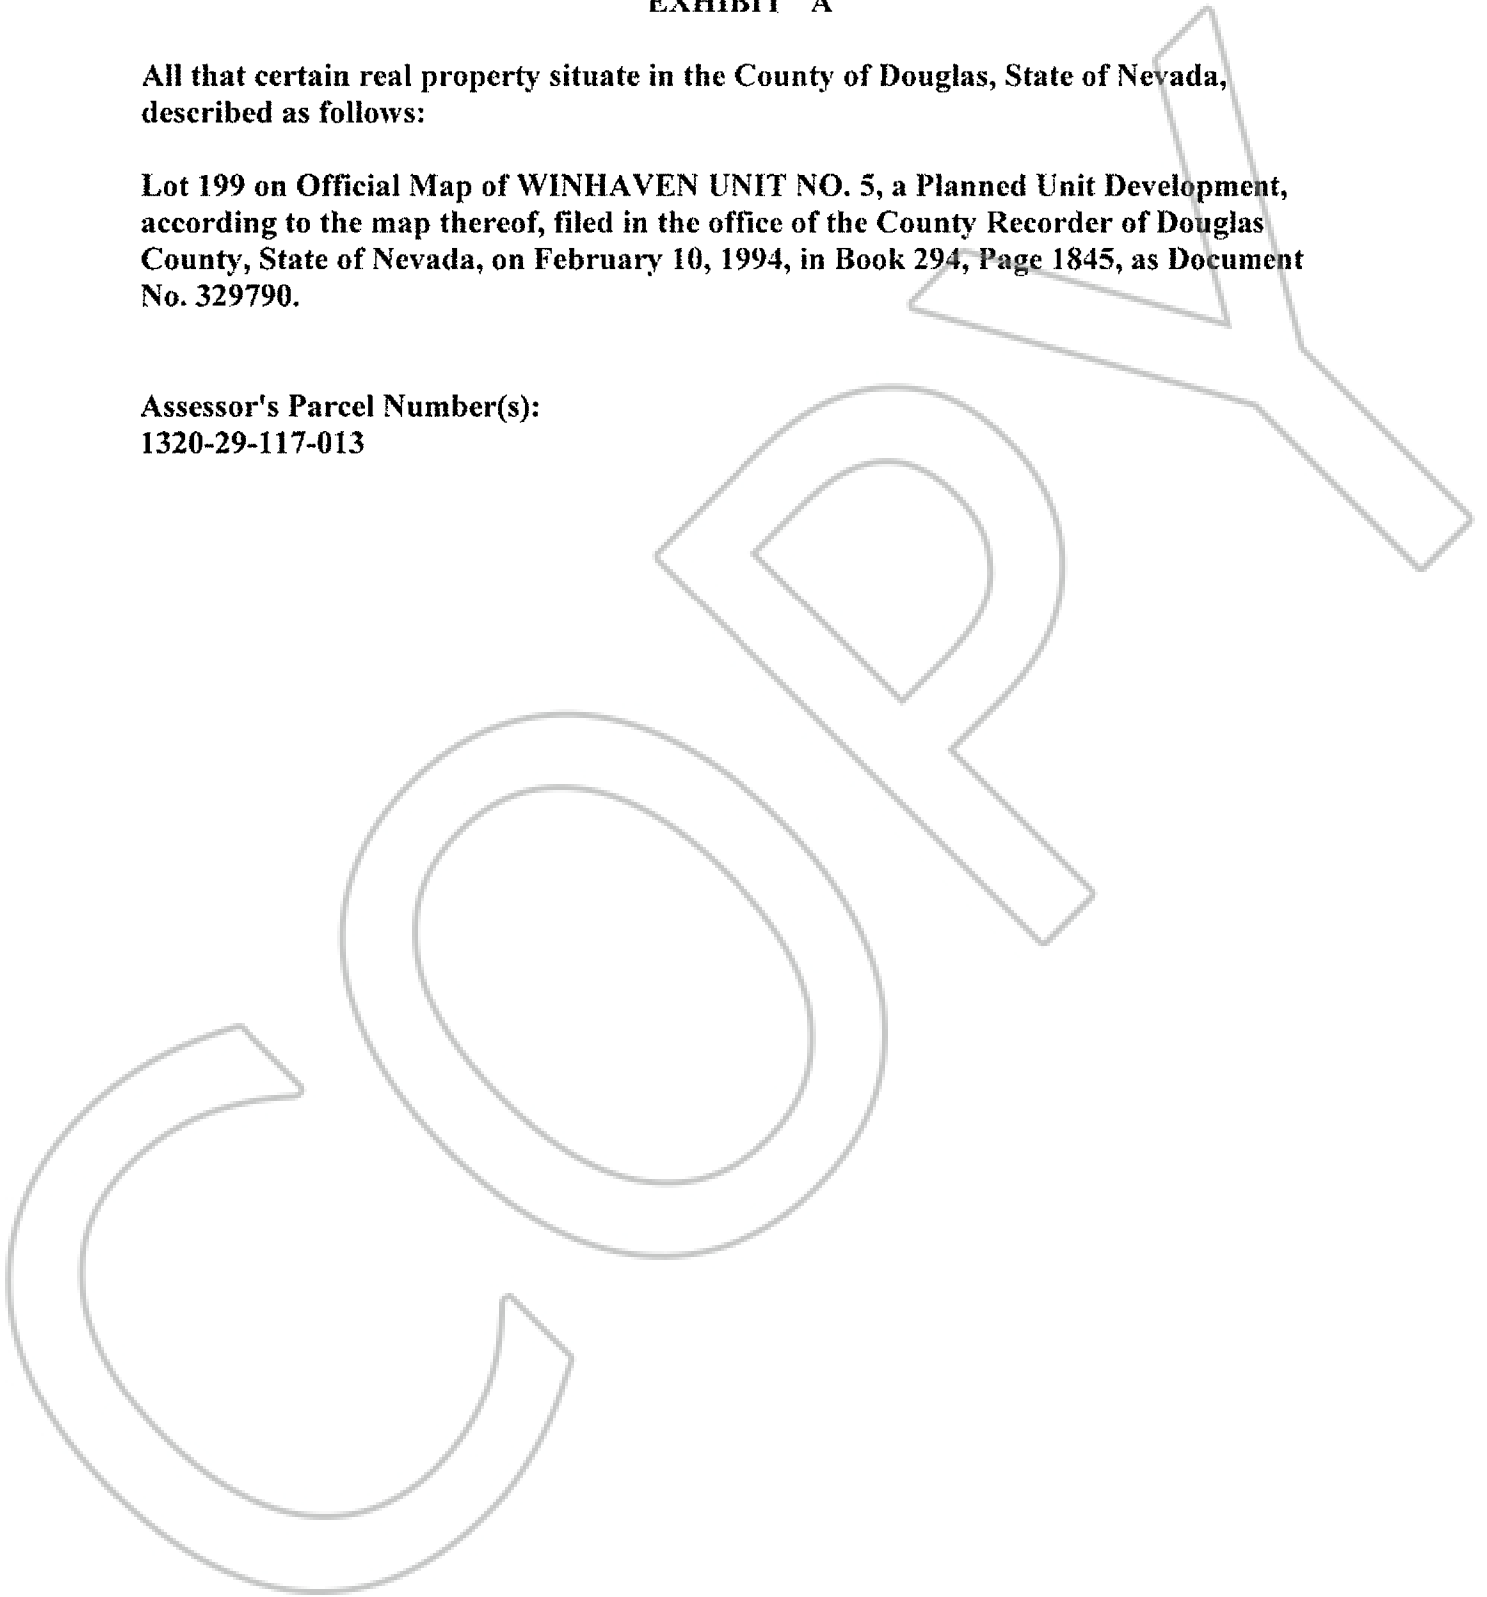 EXHIBIT "A"
All that certain real property situate in the County of Douglas, State of Nevada,
described as follows:
Lot 199 on Official Map of WINHAVEN UNIT NO. 5, a Planned Unit Development,
according to the map thereof, filed in the office of the County Recorder of Douglas
County, State of Nevada, on February 10, 1994, in Book 294, Page 1845, as Document
No. 329790.
Assessor's Parcel Number(s):
1320-29-117-013
COPY